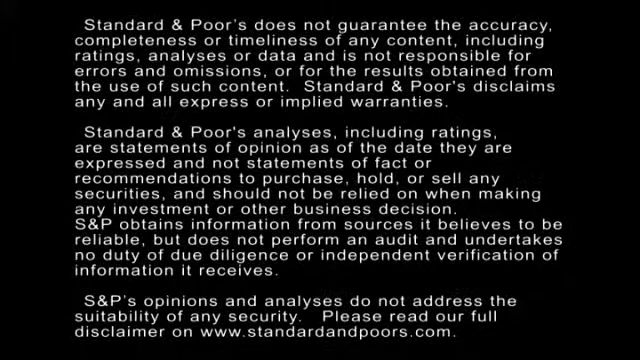 Standard & Poor's does not guarantee the accuracy,
completeness or timeliness of any content, including
ratings, analyses or data and is not responsible for
errors and omissions, or for the results obtained from
the use of such content. Standard & Poor's disclaims
any and all express or implied warranties.
Standard & Poor's analyses, including ratings,
are statements of opinion as of the date they are
expressed and not statements of fact or
recommendations to purchase, hold, or sell any
securities, and should not be relied on when making
any investment or other business decision.
S&P obtains information from sources it believes to be
reliable, but does not perform an audit and undertakes
no duty of due diligence or independent verification of
information it receives.
S&P's opinions and analyses do not address the
suitability of any security. Please read our full
disclaimer on www.standardandpoors.com.